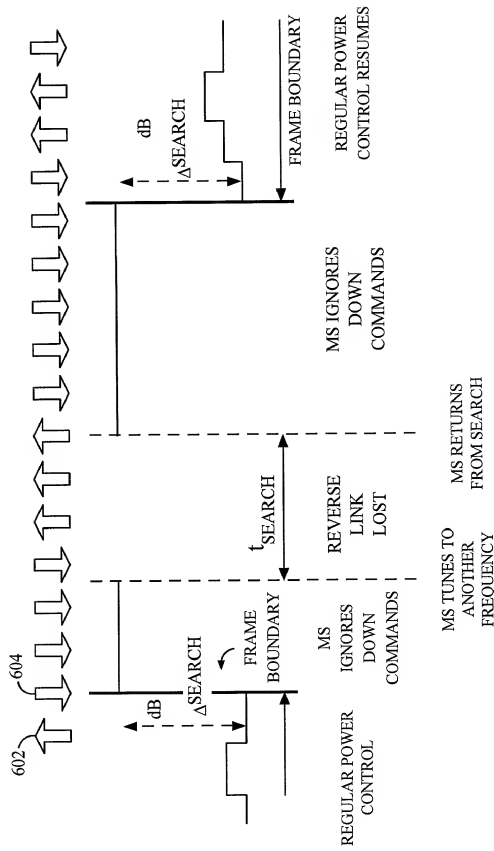 602
604
dB
ΔSEARCH
FRAME
BOUNDARY
tSEARCH
dB
ΔSEARCH
FRAME BOUNDARY
REGULAR POWER
CONTROL
MS
IGNORES
DOWN
COMMANDS
REVERSE
LINK
LOST
MS IGNORES
DOWN
COMMANDS
REGULAR POWER
CONTROL RESUMES
MS TUNES TO
ANOTHER
FREQUENCY
MS RETURNS
FROM SEARCH